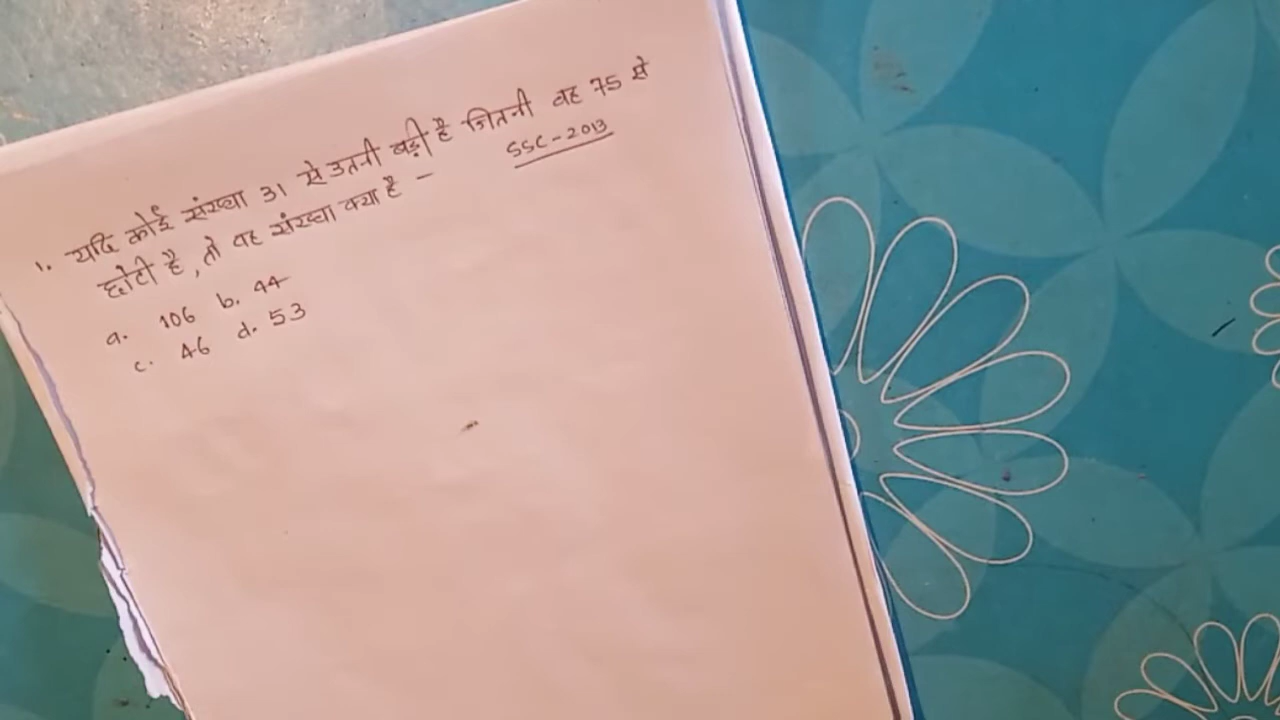 1. यदि कोई संख्या 31 से उतनी बड़ी है जितनी वह 75 से
छोटी है, तो वह संख्या क्या है - SSC-2013
a. 106 b. 44
c. 46 d. 53